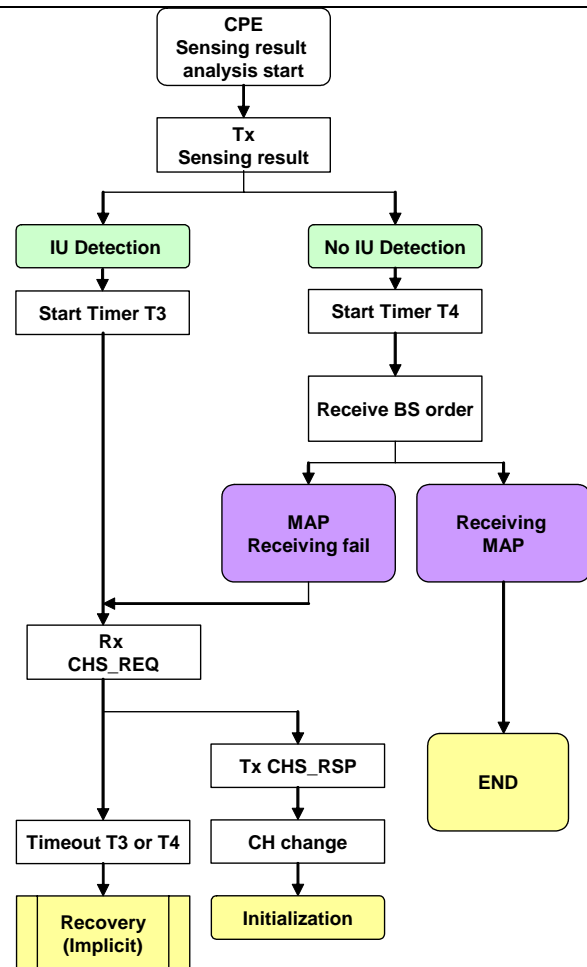 CPE
Sensing result
analysis start
Tx
Sensing result
IU Detection
No IU Detection
Start Timer T3
Start Timer T4
Receive BS order
MAP
Receiving fail
Receiving
MAP
Rx
CHS_REQ
Tx CHS_RSP
END
Timeout T3 or T4
CH change
Recovery
(Implicit)
Initialization